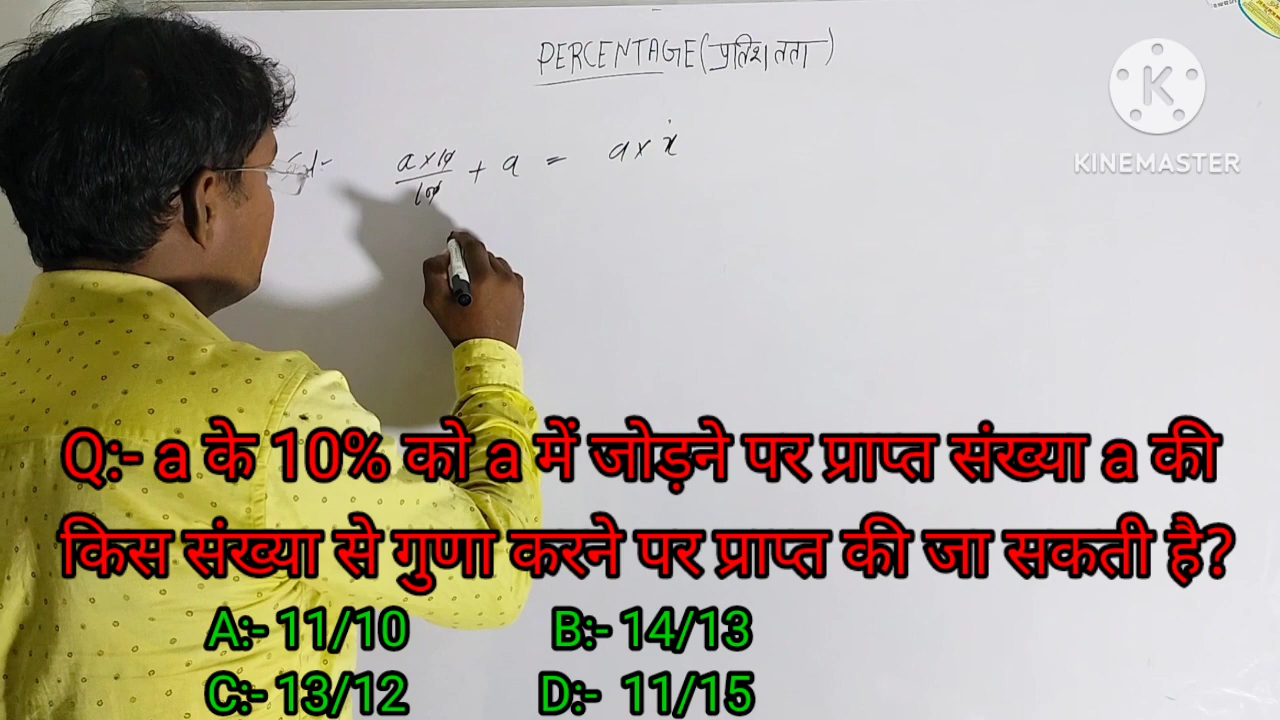 PERCENTAGE (प्रतिशतता)
a×10/100 + a = a×x
KINEMASTER
Q:- a के 10% को a में जोड़ने पर प्राप्त संख्या a की
किस संख्या से गुणा करने पर प्राप्त की जा सकती है?
A:- 11/10 B:- 14/13
C:- 13/12 D:- 11/15